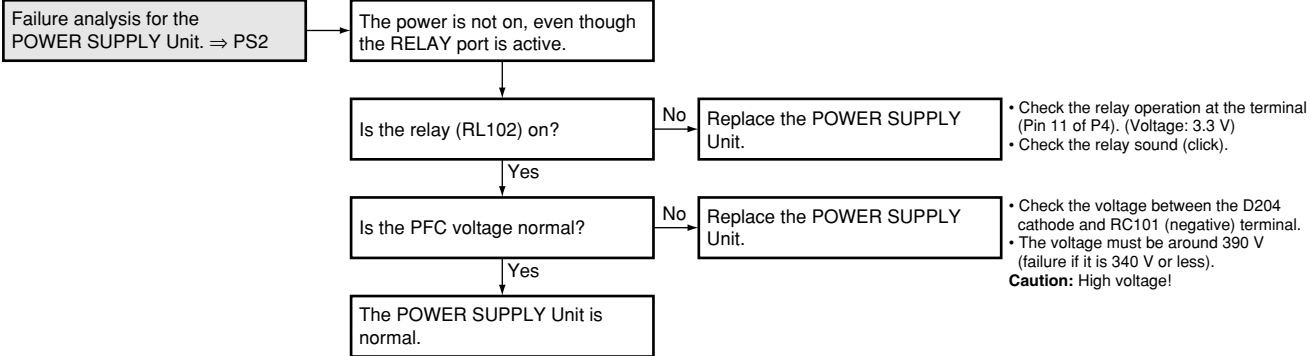 Failure analysis for the
POWER SUPPLY Unit. ⇒ PS2
The power is not on, even though
the RELAY port is active.
Is the relay (RL102) on?
No
Replace the POWER SUPPLY
Unit.
• Check the relay operation at the terminal
(Pin 11 of P4). (Voltage: 3.3 V)
• Check the relay sound (click).
Yes
Is the PFC voltage normal?
No
Replace the POWER SUPPLY
Unit.
• Check the voltage between the D204
cathode and RC101 (negative) terminal.
• The voltage must be around 390 V
(failure if it is 340 V or less).
Caution: High voltage!
Yes
The POWER SUPPLY Unit is
normal.